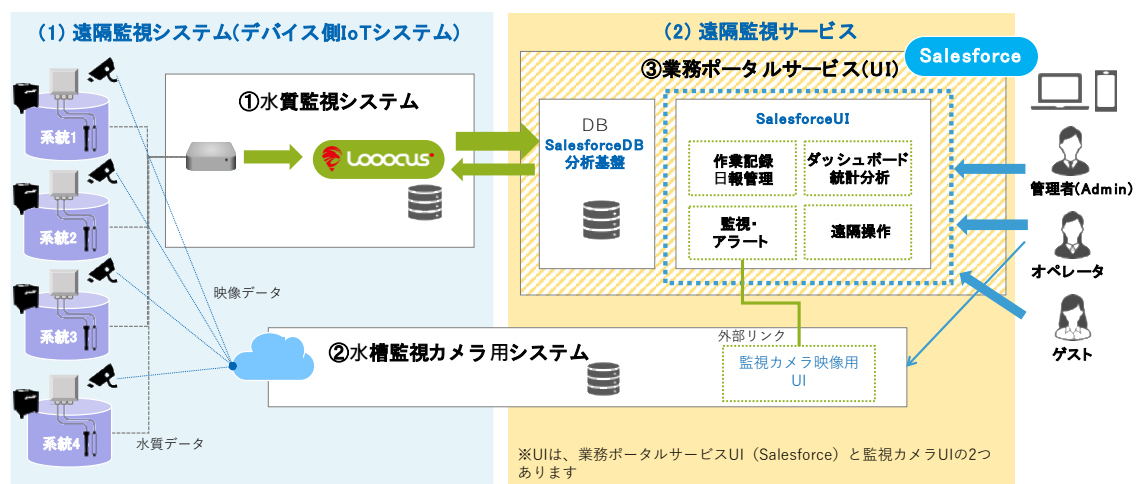 (1) 遠隔監視システム(デバイス側IoTシステム)
系統1
系統2
系統3
系統4
①水質監視システム
Looocus
映像データ
水質データ
②水槽監視カメラ用システム
(2) 遠隔監視サービス
Salesforce
③業務ポータルサービス(UI)
DB
SalesforceDB
分析基盤
SalesforceUI
作業記録
日報管理
ダッシュボード
統計分析
監視・
アラート
遠隔操作
外部リンク
監視カメラ映像用
UI
管理者(Admin)
オペレータ
ゲスト
※UIは、業務ポータルサービスUI（Salesforce）と監視カメラUIの2つ
あります